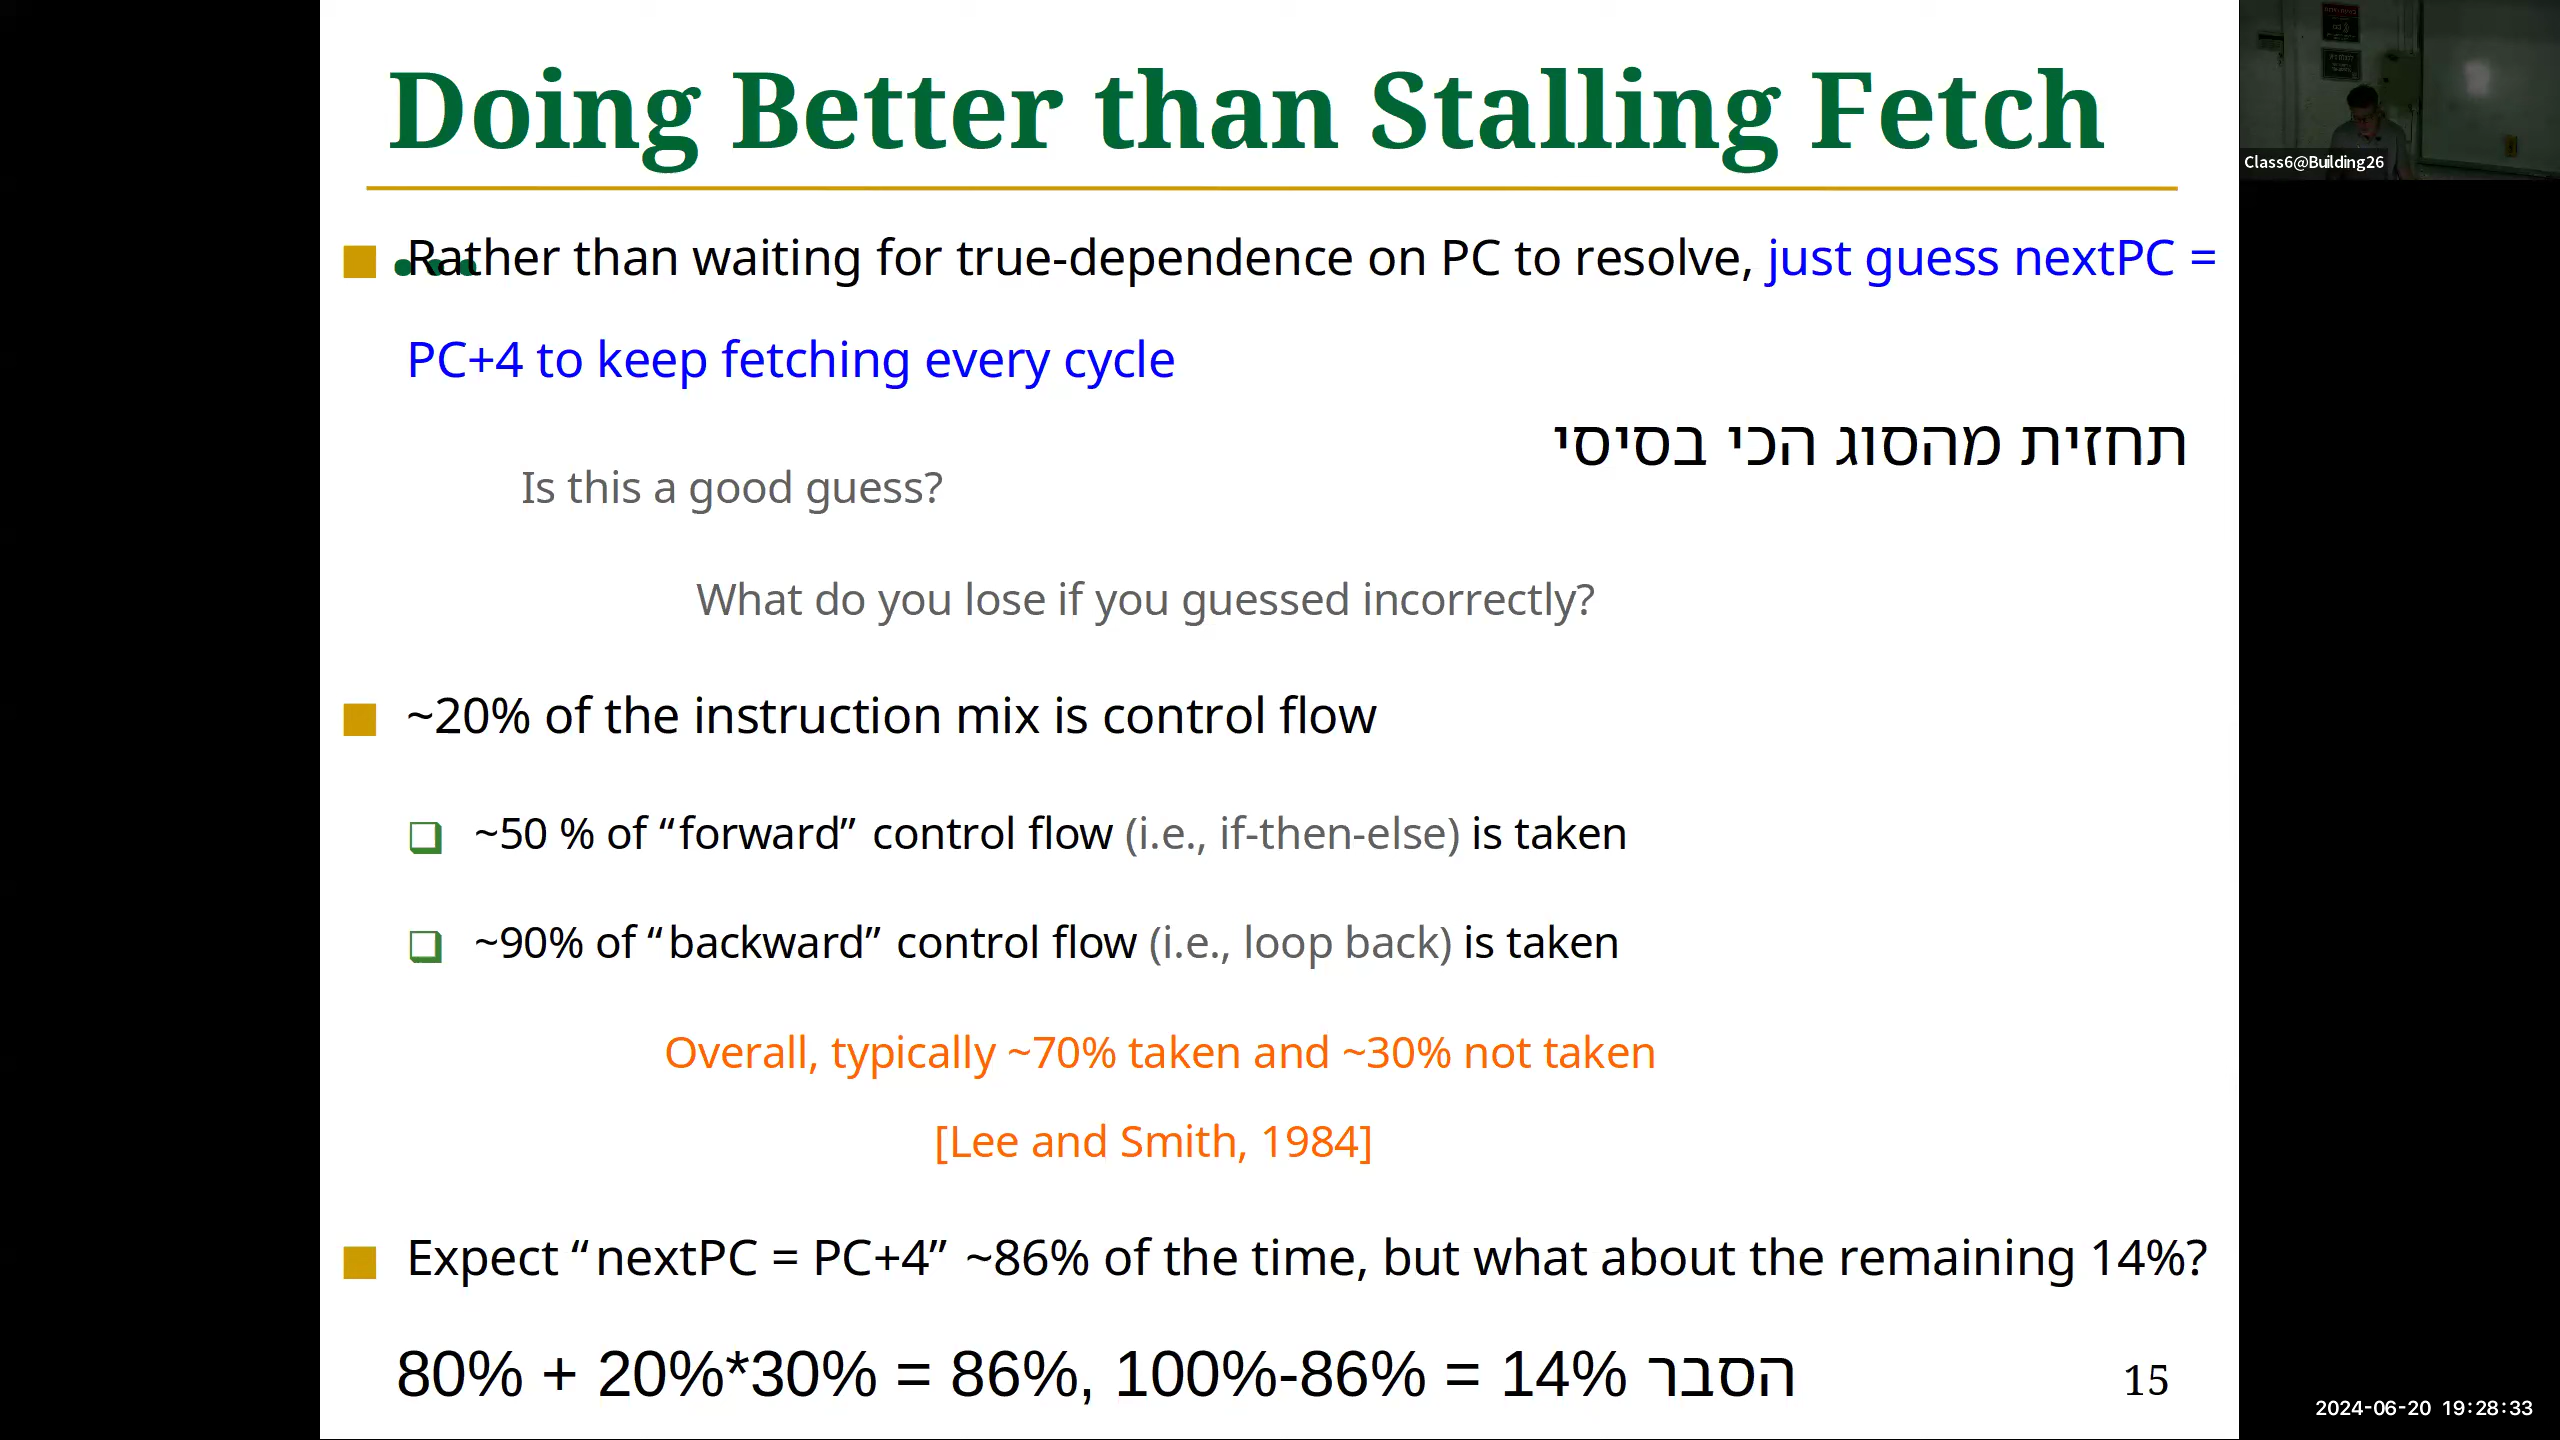 Doing Better than Stalling Fetch
...
Rather than waiting for true-dependence on PC to resolve, just guess nextPC =
PC+4 to keep fetching every cycle
תחזית מהסוג הכי בסיסי
Is this a good guess?
What do you lose if you guessed incorrectly?
~20% of the instruction mix is control flow
~50 % of “forward” control flow (i.e., if-then-else) is taken
~90% of “backward” control flow (i.e., loop back) is taken
Overall, typically ~70% taken and ~30% not taken
[Lee and Smith, 1984]
Expect “nextPC = PC+4” ~86% of the time, but what about the remaining 14%?
80% + 20%*30% = 86%, 100%-86% = 14% הסבר
15
Class6@Building26
2024-06-20 19:28:33